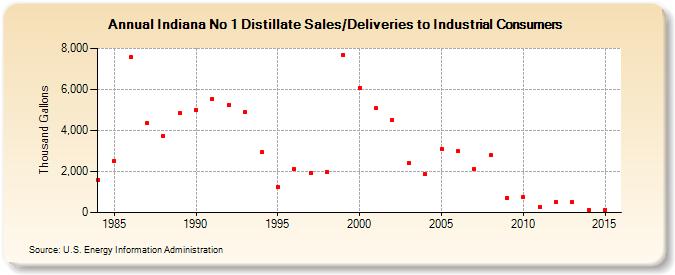 Annual Indiana No 1 Distillate Sales/Deliveries to Industrial Consumers
Thousand Gallons
8,000
6,000
4,000
2,000
0
1985 1990 1995 2000 2005 2010 2015
Source: U.S. Energy Information Administration